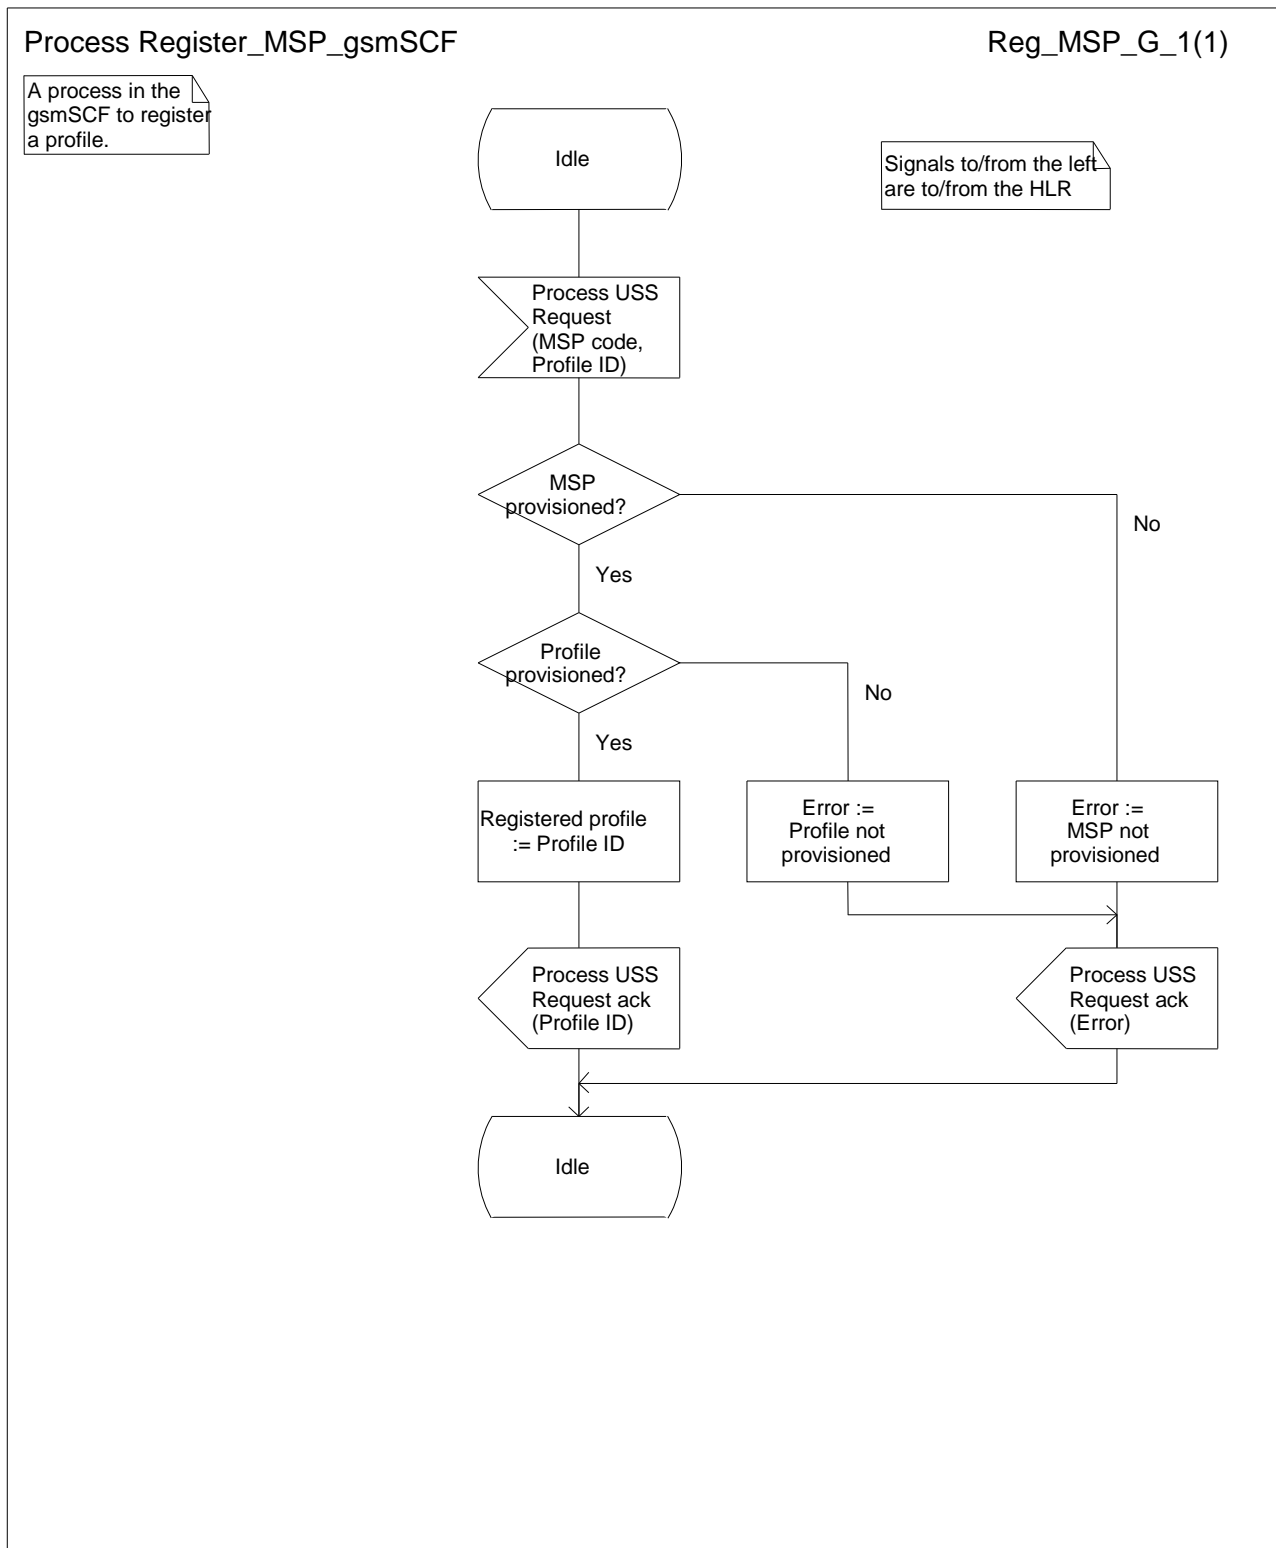 Process Register_MSP_gsmSCF
Reg_MSP_G_1(1)
A process in the
gsmSCF to register
a profile.
Idle
Signals to/from the left
are to/from the HLR
Process USS
Request
(MSP code,
Profile ID)
MSP
provisioned?
No
Yes
Profile
provisioned?
No
Yes
Registered profile
:= Profile ID
Error :=
Profile not
provisioned
Error :=
MSP not
provisioned
Process USS
Request ack
(Profile ID)
Process USS
Request ack
(Error)
Idle